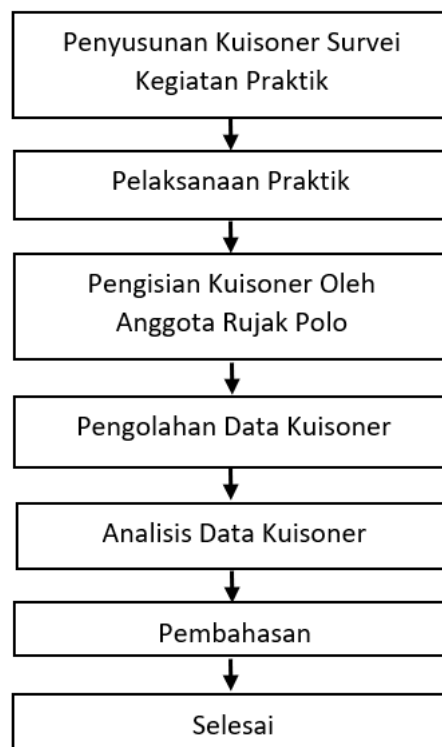 Penyusunan Kuisoner Survei
Kegiatan Praktik
Pelaksanaan Praktik
Pengisian Kuisoner Oleh
Anggota Rujak Polo
Pengolahan Data Kuisoner
Analisis Data Kuisoner
Pembahasan
Selesai